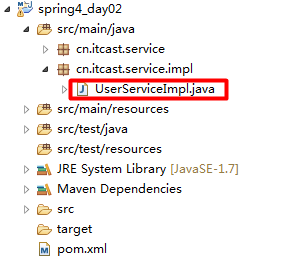 spring4_day02
src/main/java
cn.itcast.service
cn.itcast.service.impl
UserServiceImpl.java
src/main/resources
src/test/java
src/test/resources
JRE System Library [JavaSE-1.7]
Maven Dependencies
src
target
pom.xml